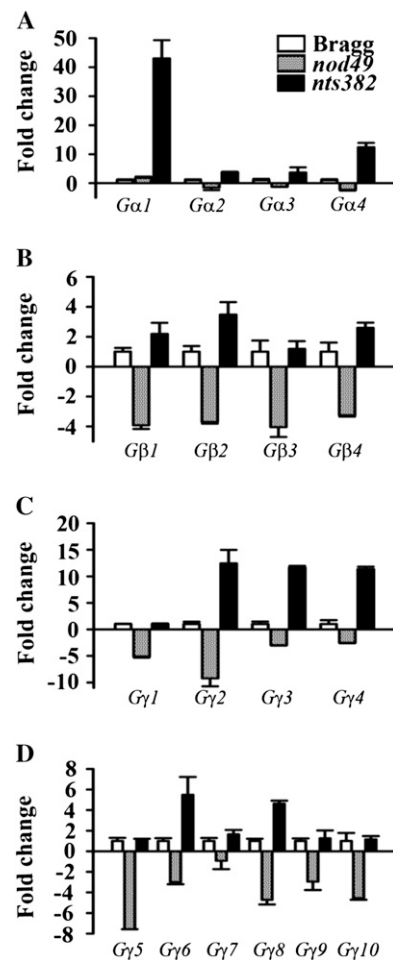 A
Fold change
50
40
30
20
10
0
Bragg
nod49
nts382
Gα1 Gα2 Gα3 Gα4
B
Fold change
6
4
2
0
-2
-4
Gβ1 Gβ2 Gβ3 Gβ4
C
Fold change
20
15
10
5
0
-5
-10
Gγ1 Gγ2 Gγ3 Gγ4
D
Fold change
8
6
4
2
0
-2
-4
-6
-8
Gγ5 Gγ6 Gγ7 Gγ8 Gγ9 Gγ10